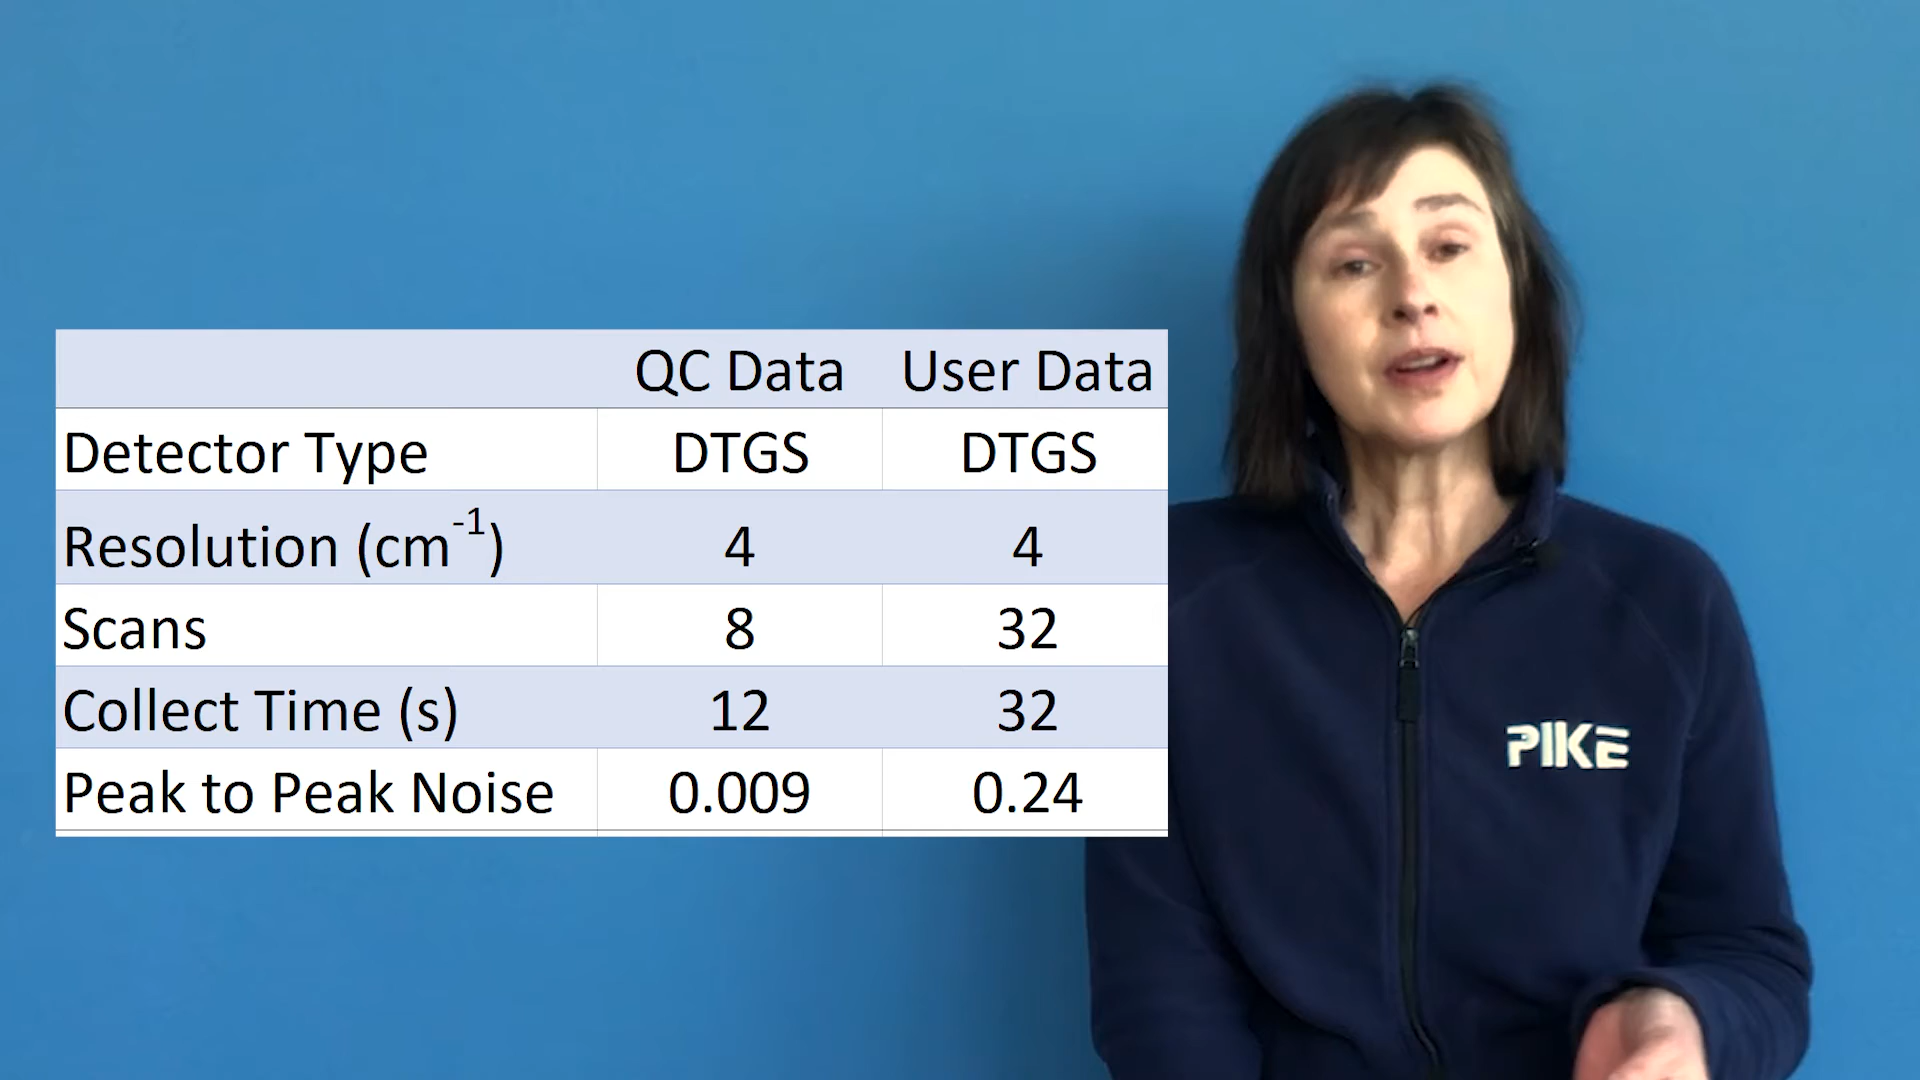 QC Data User Data
Detector Type DTGS DTGS
Resolution (cm⁻¹) 4 4
Scans 8 32
Collect Time (s) 12 32
Peak to Peak Noise 0.009 0.24
PIKE